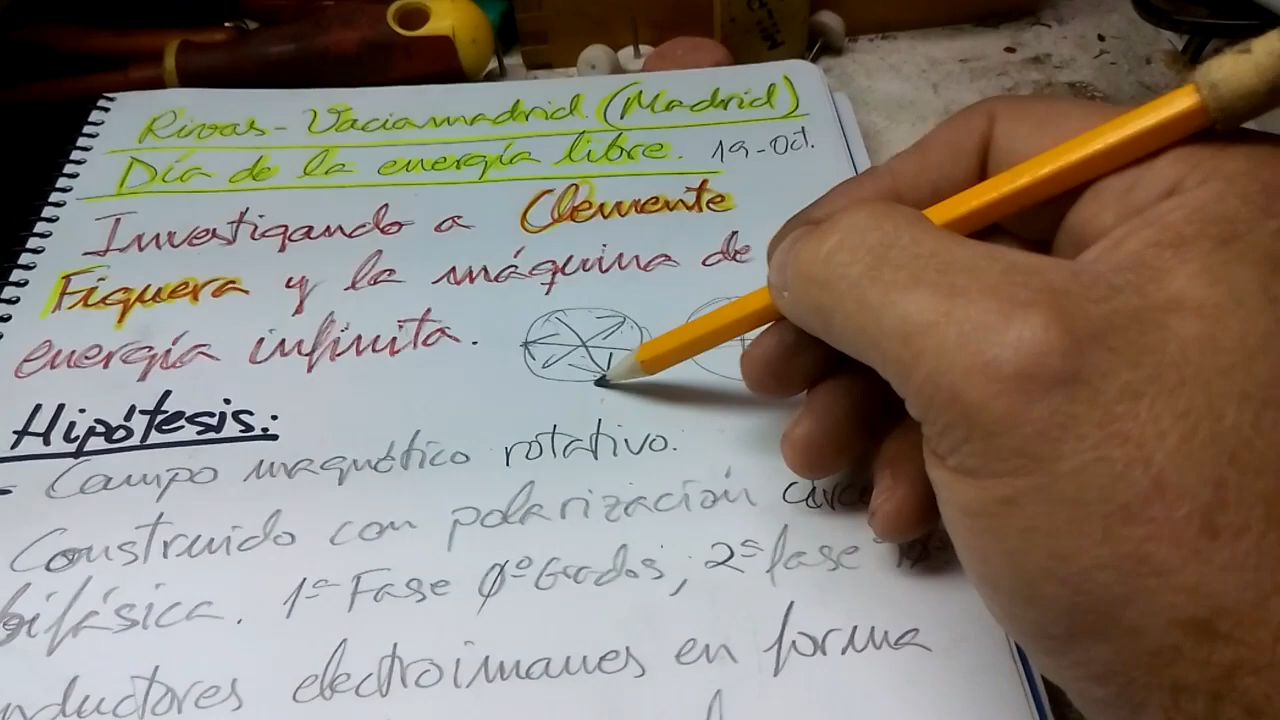 Rivas-Vaciamadrid. (Madrid)
Día de la energía libre. 19-Oct.
Investigando a Clemente
Figuera y la máquina de
energía infinita.
Hipótesis:
- Campo magnético rotativo.
Construido con polarización
bifásica. 1ª Fase 0º Grados; 2ª fase
electroimanes en forma